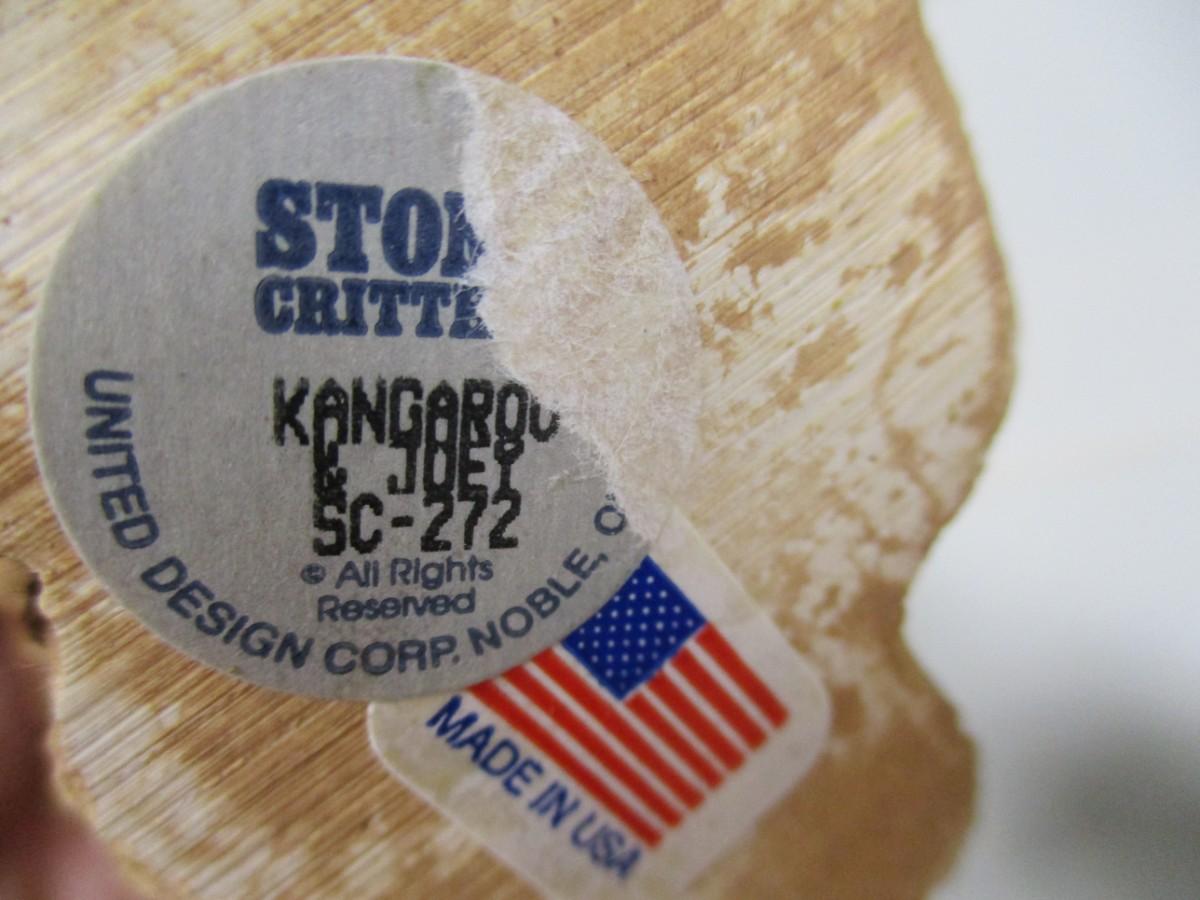 STON
CRITTE
KANGAROO
& JOEY
SC-272
© All Rights
Reserved
UNITED DESIGN CORP. NOBLE,
MADE IN USA